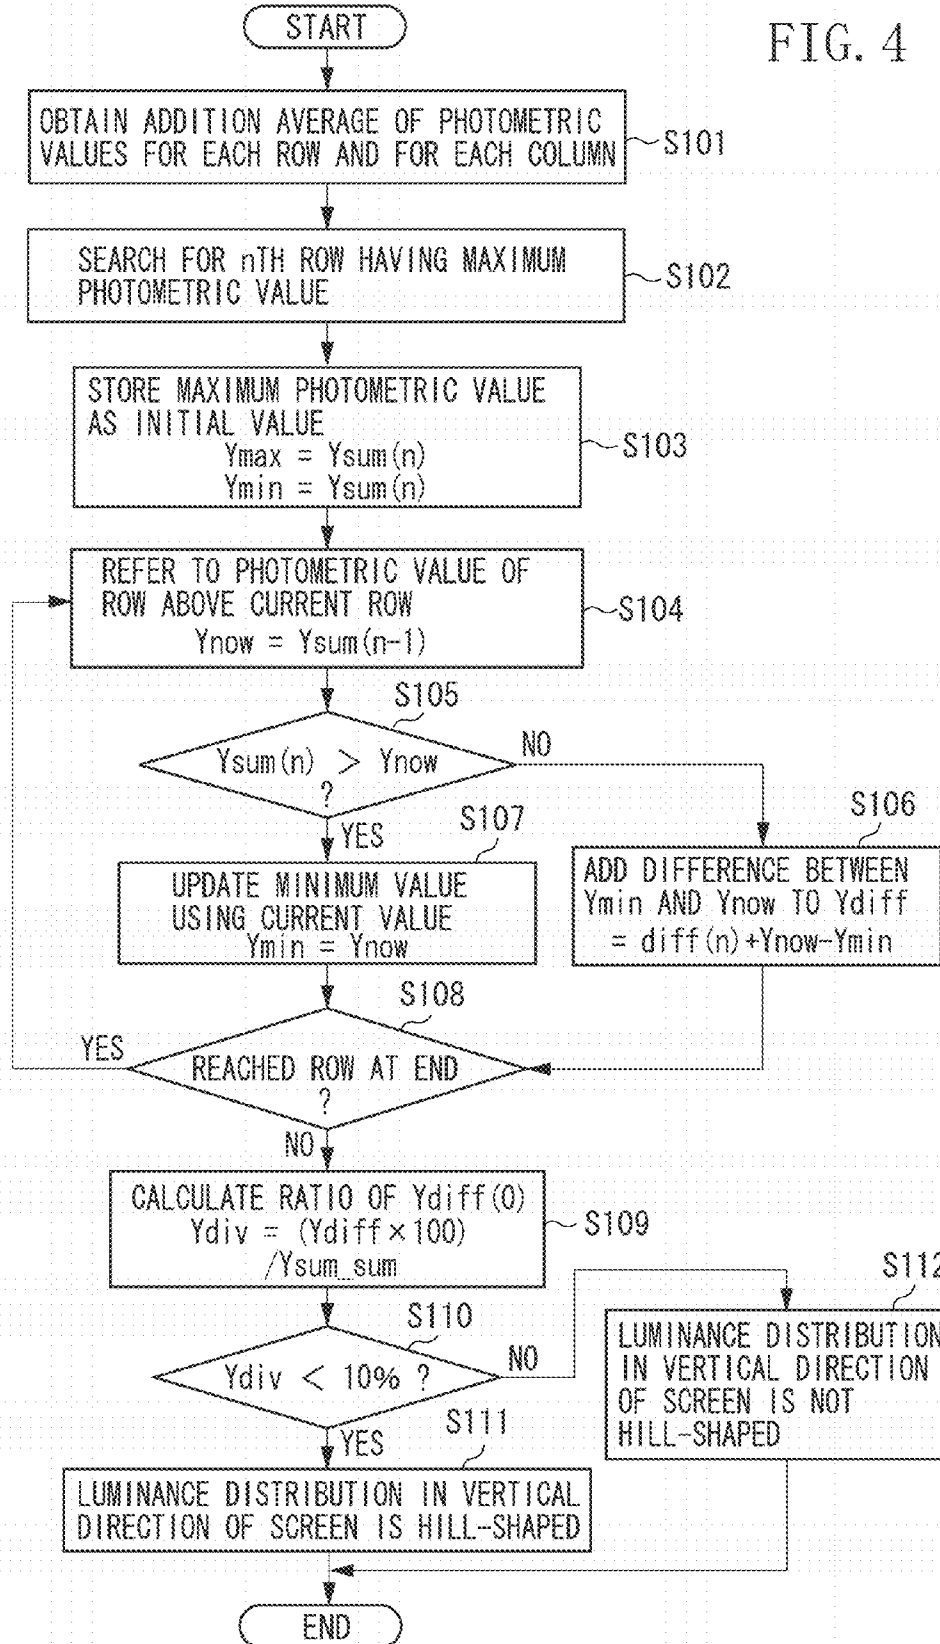 FIG. 4
START
OBTAIN ADDITION AVERAGE OF PHOTOMETRIC
VALUES FOR EACH ROW AND FOR EACH COLUMN
S101
SEARCH FOR nTH ROW HAVING MAXIMUM
PHOTOMETRIC VALUE
S102
STORE MAXIMUM PHOTOMETRIC VALUE
AS INITIAL VALUE
Ymax = Ysum(n)
Ymin = Ysum(n)
S103
REFER TO PHOTOMETRIC VALUE OF
ROW ABOVE CURRENT ROW
Ynow = Ysum(n-1)
S104
S105
Ysum(n) > Ynow
?
NO
YES
S107
UPDATE MINIMUM VALUE
USING CURRENT VALUE
Ymin = Ynow
S106
ADD DIFFERENCE BETWEEN
Ymin AND Ynow TO Ydiff
= diff(n)+Ynow-Ymin
S108
REACHED ROW AT END
?
YES
NO
CALCULATE RATIO OF Ydiff(0)
Ydiv = (Ydiff×100)
/Ysum_sum
S109
S110
Ydiv < 10% ?
NO
YES
S112
LUMINANCE DISTRIBUTION
IN VERTICAL DIRECTION
OF SCREEN IS NOT
HILL-SHAPED
S111
LUMINANCE DISTRIBUTION IN VERTICAL
DIRECTION OF SCREEN IS HILL-SHAPED
END